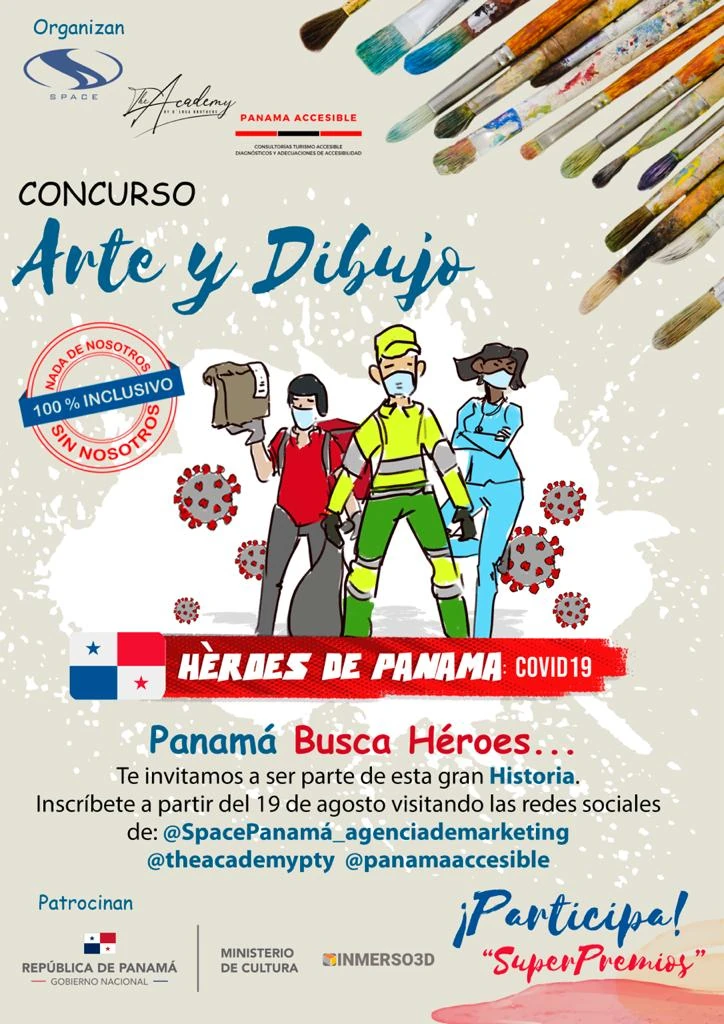 Organizan
SPACE
The Academy
PANAMA ACCESIBLE
CONSULTORÍAS TURISMO ACCESIBLE
DIAGNÓSTICOS Y ADECUACIONES DE ACCESIBILIDAD
CONCURSO
Arte y Dibujo
NADA DE NOSOTROS
100 % INCLUSIVO
SIN NOSOTROS
HÈROES DE PANAMA: COVID19
Panamá Busca Héroes...
Te invitamos a ser parte de esta gran Historia.
Inscríbete a partir del 19 de agosto visitando las redes sociales
de: @SpacePanamá_agenciademarketing
@theacademypty @panamaaccesible
Patrocinan
REPÚBLICA DE PANAMÁ
GOBIERNO NACIONAL
MINISTERIO
DE CULTURA
INMERSO3D
¡Participa!
"SuperPremios"